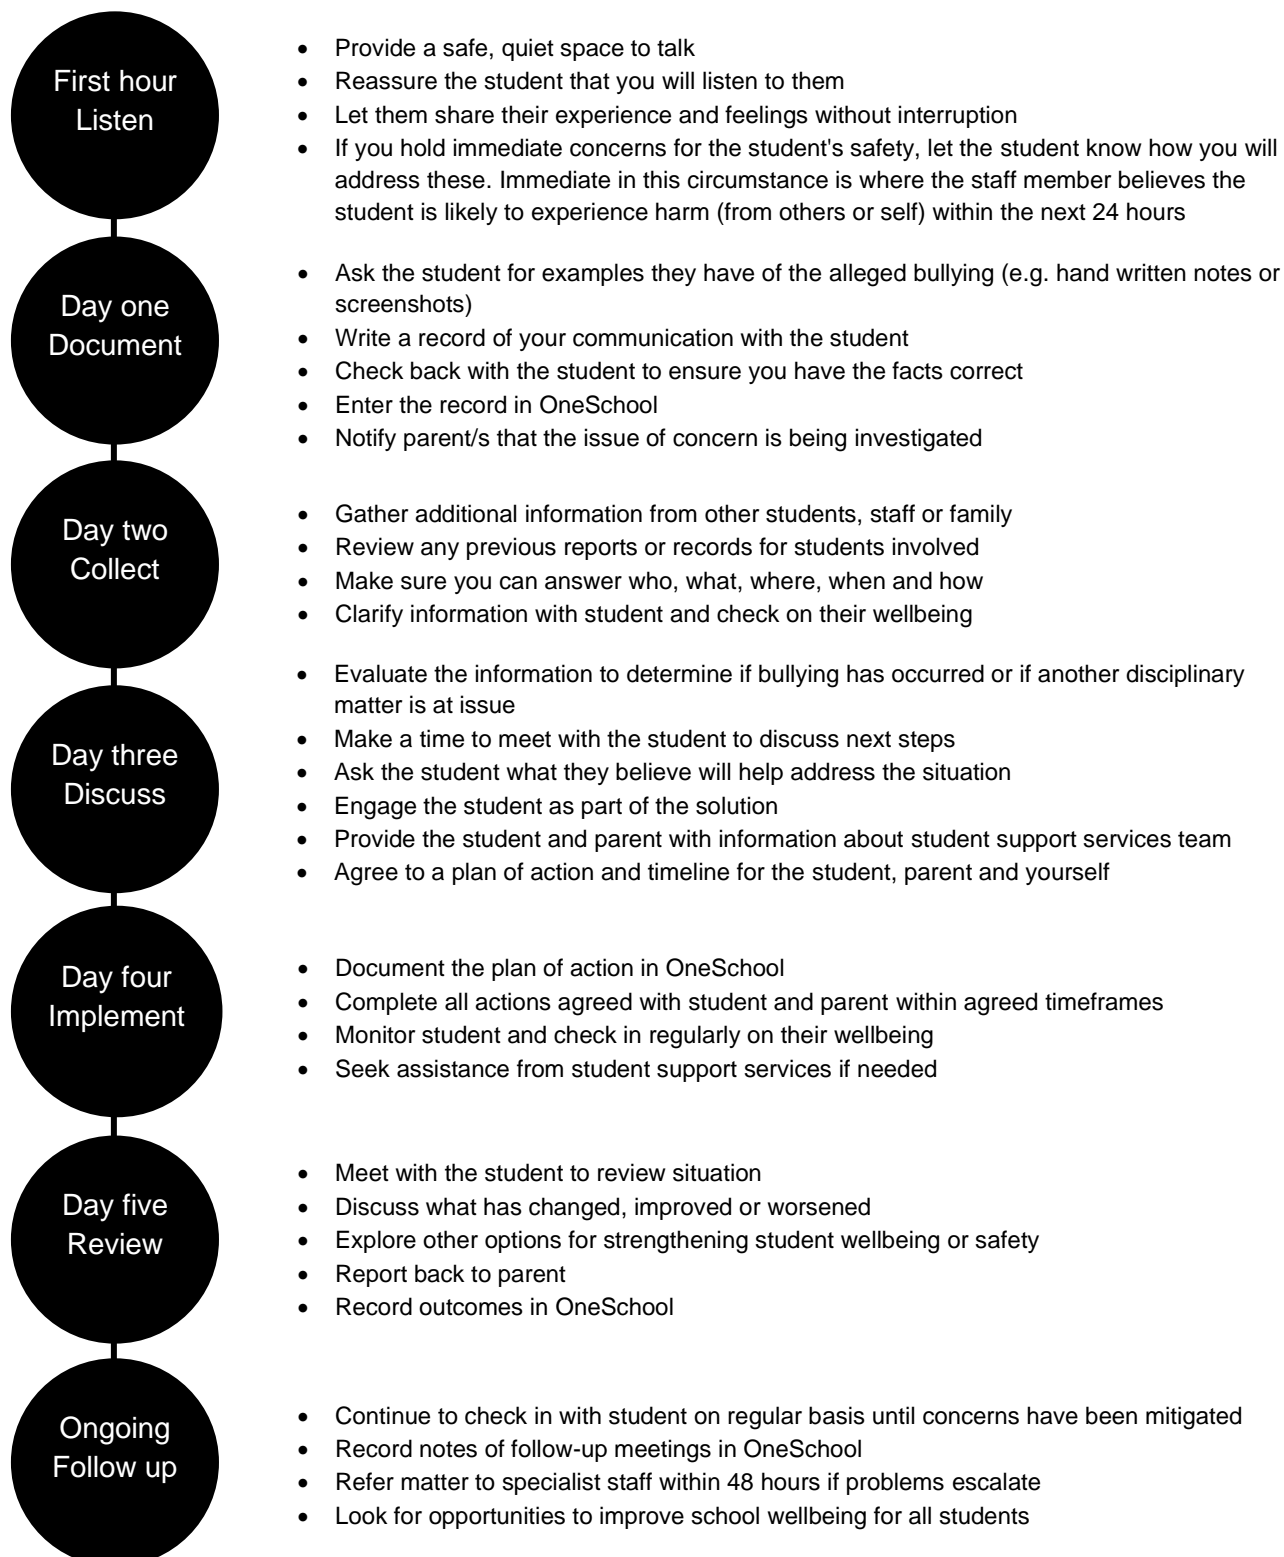 First hour
Listen
• Provide a safe, quiet space to talk
• Reassure the student that you will listen to them
• Let them share their experience and feelings without interruption
• If you hold immediate concerns for the student's safety, let the student know how you will
address these. Immediate in this circumstance is where the staff member believes the
student is likely to experience harm (from others or self) within the next 24 hours
Day one
Document
• Ask the student for examples they have of the alleged bullying (e.g. hand written notes or
screenshots)
• Write a record of your communication with the student
• Check back with the student to ensure you have the facts correct
• Enter the record in OneSchool
• Notify parent/s that the issue of concern is being investigated
Day two
Collect
• Gather additional information from other students, staff or family
• Review any previous reports or records for students involved
• Make sure you can answer who, what, where, when and how
• Clarify information with student and check on their wellbeing
Day three
Discuss
• Evaluate the information to determine if bullying has occurred or if another disciplinary
matter is at issue
• Make a time to meet with the student to discuss next steps
• Ask the student what they believe will help address the situation
• Engage the student as part of the solution
• Provide the student and parent with information about student support services team
• Agree to a plan of action and timeline for the student, parent and yourself
Day four
Implement
• Document the plan of action in OneSchool
• Complete all actions agreed with student and parent within agreed timeframes
• Monitor student and check in regularly on their wellbeing
• Seek assistance from student support services if needed
Day five
Review
• Meet with the student to review situation
• Discuss what has changed, improved or worsened
• Explore other options for strengthening student wellbeing or safety
• Report back to parent
• Record outcomes in OneSchool
Ongoing
Follow up
• Continue to check in with student on regular basis until concerns have been mitigated
• Record notes of follow-up meetings in OneSchool
• Refer matter to specialist staff within 48 hours if problems escalate
• Look for opportunities to improve school wellbeing for all students